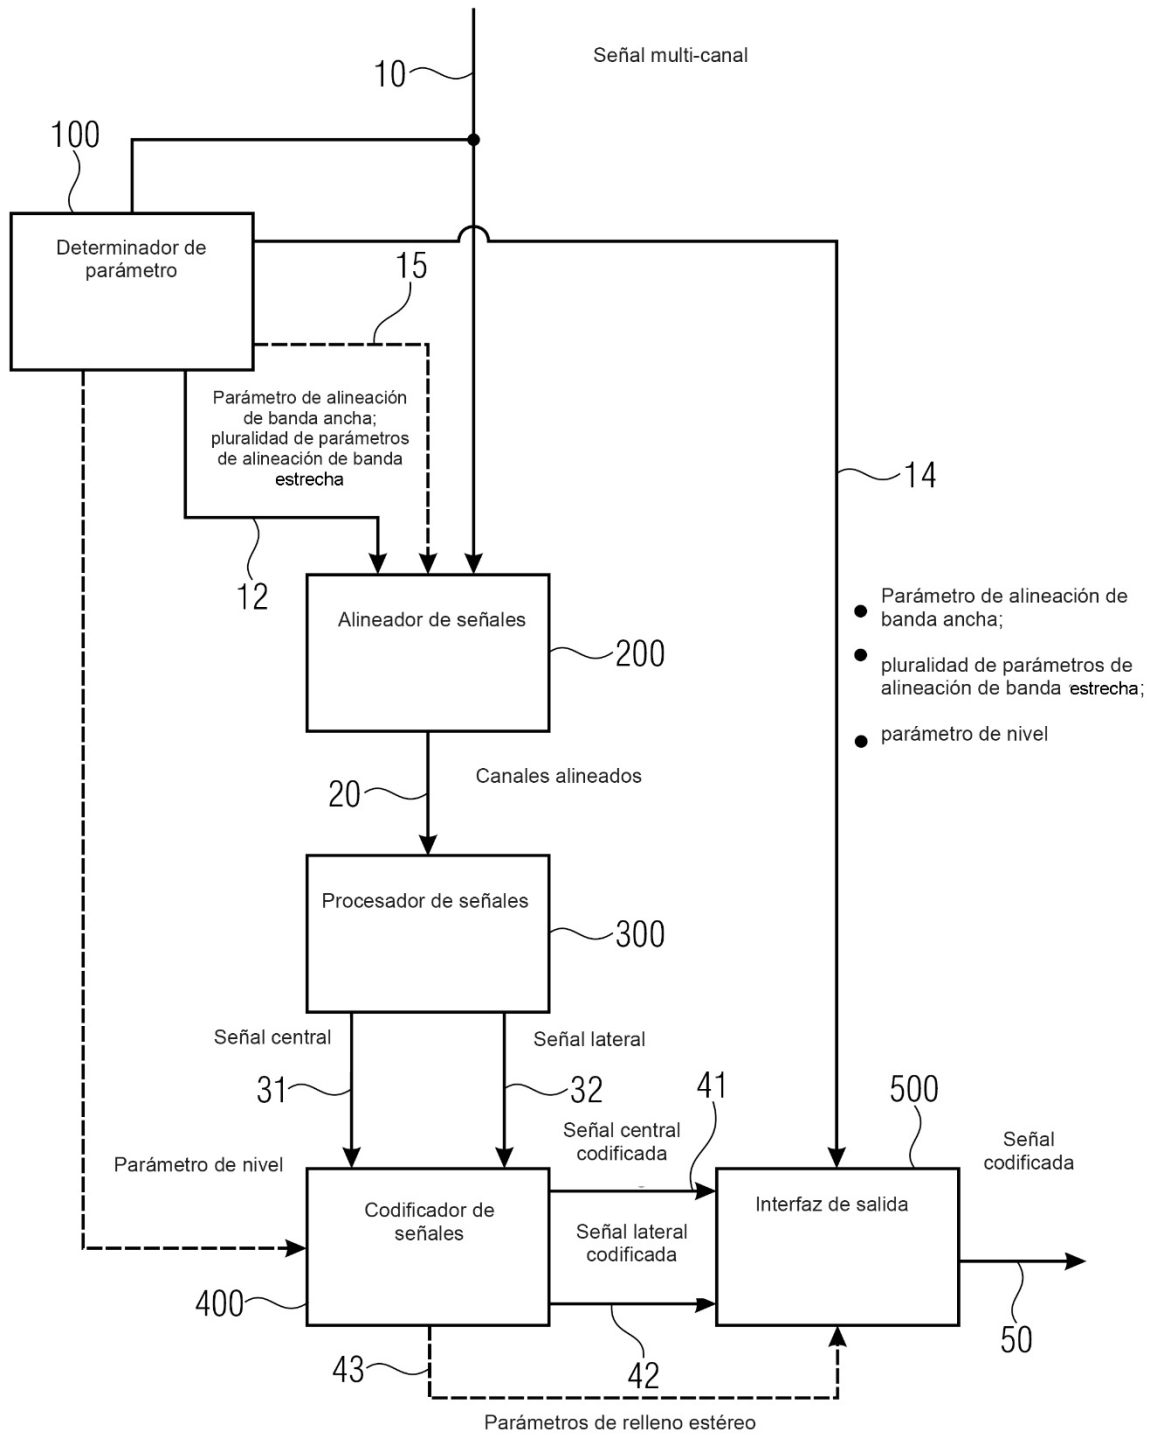 Señal multi-canal
10
100
Determinador de
parámetro
15
Parámetro de alineación
de banda ancha;
pluralidad de parámetros
de alineación de banda
estrecha
14
12
Parámetro de alineación de
banda ancha;
Alineador de señales
200
pluralidad de parámetros de
alineación de banda estrecha;
parámetro de nivel
Canales alineados
20
Procesador de señales
300
Señal central
Señal lateral
31
32
41
500
Señal central
codificada
Señal
codificada
Parámetro de nivel
Codificador de
señales
Interfaz de salida
Señal lateral
codificada
400
50
43
42
Parámetros de relleno estéreo